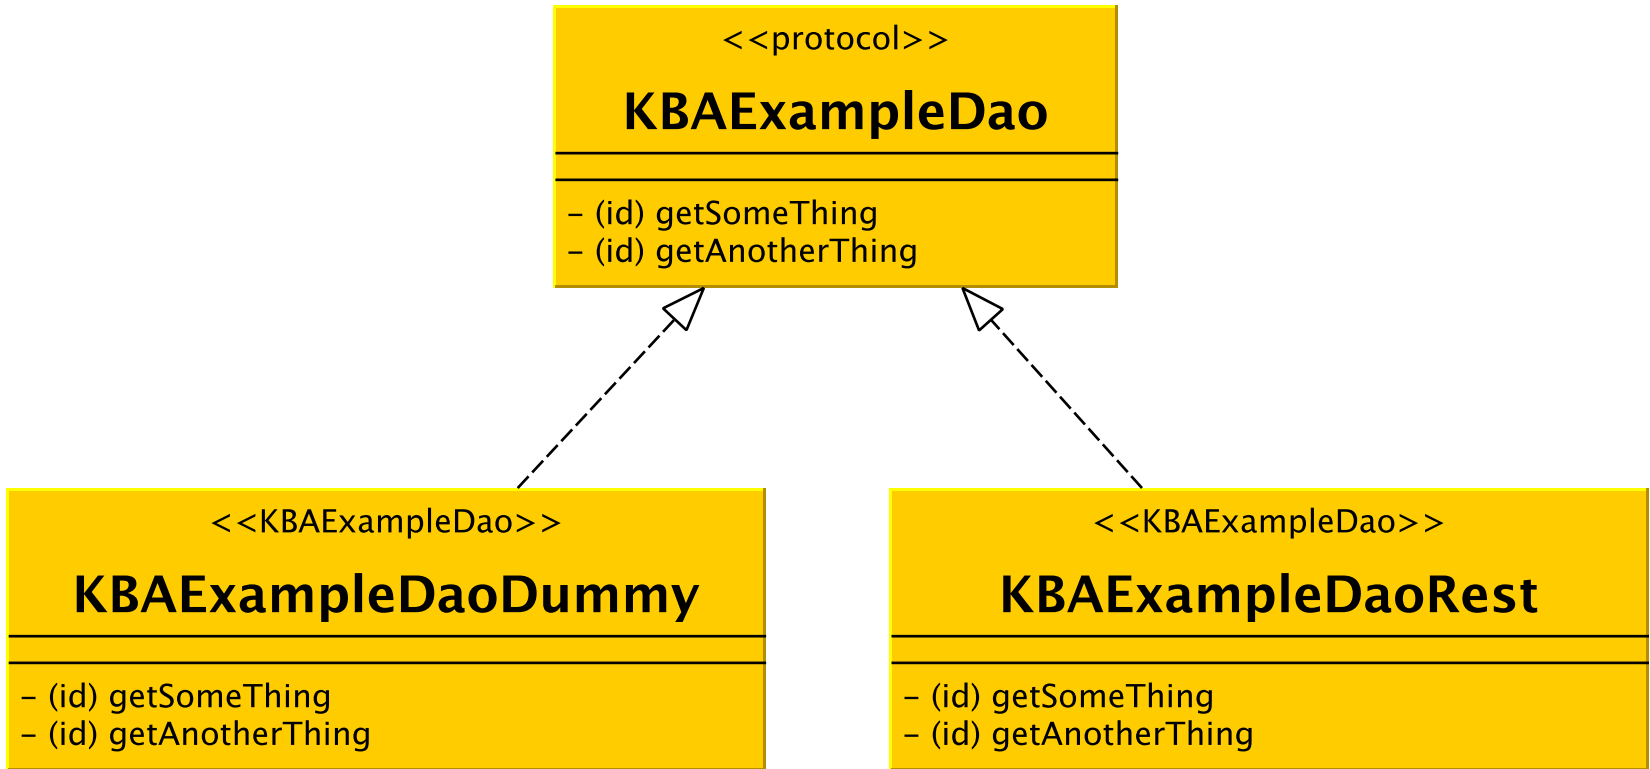 <<protocol>>
KBAExampleDao
– (id) getSomeThing
– (id) getAnotherThing
<<KBAExampleDao>>
KBAExampleDaoDummy
– (id) getSomeThing
– (id) getAnotherThing
<<KBAExampleDao>>
KBAExampleDaoRest
– (id) getSomeThing
– (id) getAnotherThing